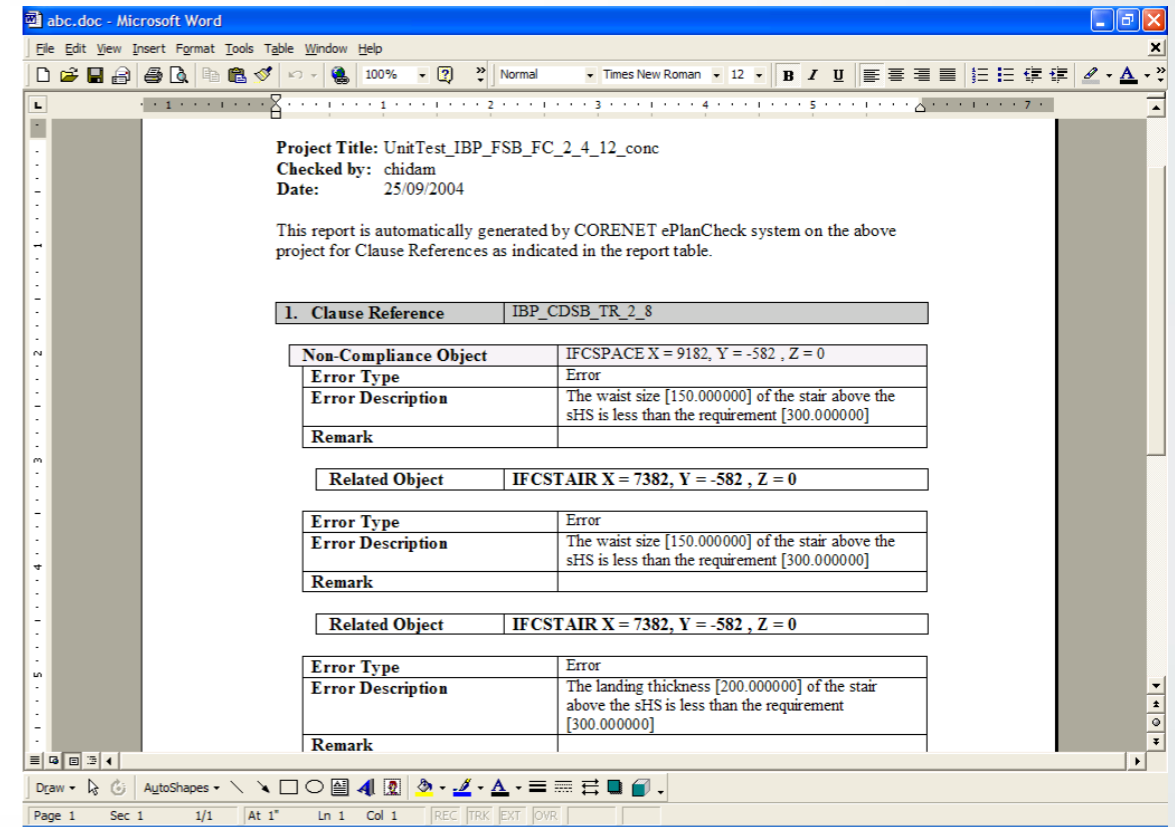 abc.doc - Microsoft Word
File Edit View Insert Format Tools Table Window Help
100% Normal Times New Roman 12 B I U
1 1 2 3 4 5 7
Project Title: UnitTest_IBP_FSB_FC_2_4_12_conc
Checked by: chidam
Date: 25/09/2004
This report is automatically generated by CORENET ePlanCheck system on the above
project for Clause References as indicated in the report table.
1. Clause Reference IBP_CDSB_TR_2_8
Non-Compliance Object IFCSPACE X = 9182, Y = -582 , Z = 0
Error Type Error
Error Description The waist size [150.000000] of the stair above the
sHS is less than the requirement [300.000000]
Remark
Related Object IFCSTAIR X = 7382, Y = -582 , Z = 0
Error Type Error
Error Description The waist size [150.000000] of the stair above the
sHS is less than the requirement [300.000000]
Remark
Related Object IFCSTAIR X = 7382, Y = -582 , Z = 0
Error Type Error
Error Description The landing thickness [200.000000] of the stair
above the sHS is less than the requirement
[300.000000]
Remark
Draw AutoShapes
Page 1 Sec 1 1/1 At 1" Ln 1 Col 1 REC TRK EXT OVR